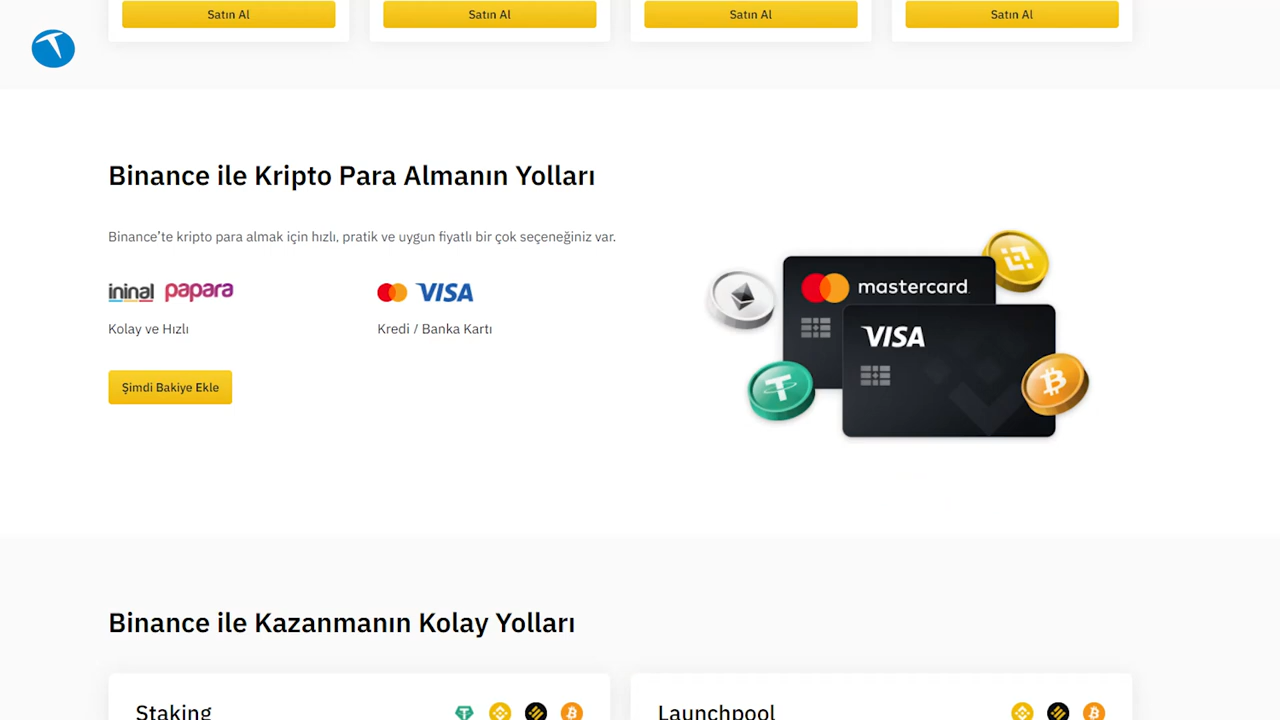 Satın Al
Satın Al
Satın Al
Satın Al
Binance ile Kripto Para Almanın Yolları
Binance'te kripto para almak için hızlı, pratik ve uygun fiyatlı bir çok seçeneğiniz var.
ininal papara
VISA
Kolay ve Hızlı
Kredi / Banka Kartı
Şimdi Bakiye Ekle
mastercard
VISA
Binance ile Kazanmanın Kolay Yolları
Staking
Launchpool